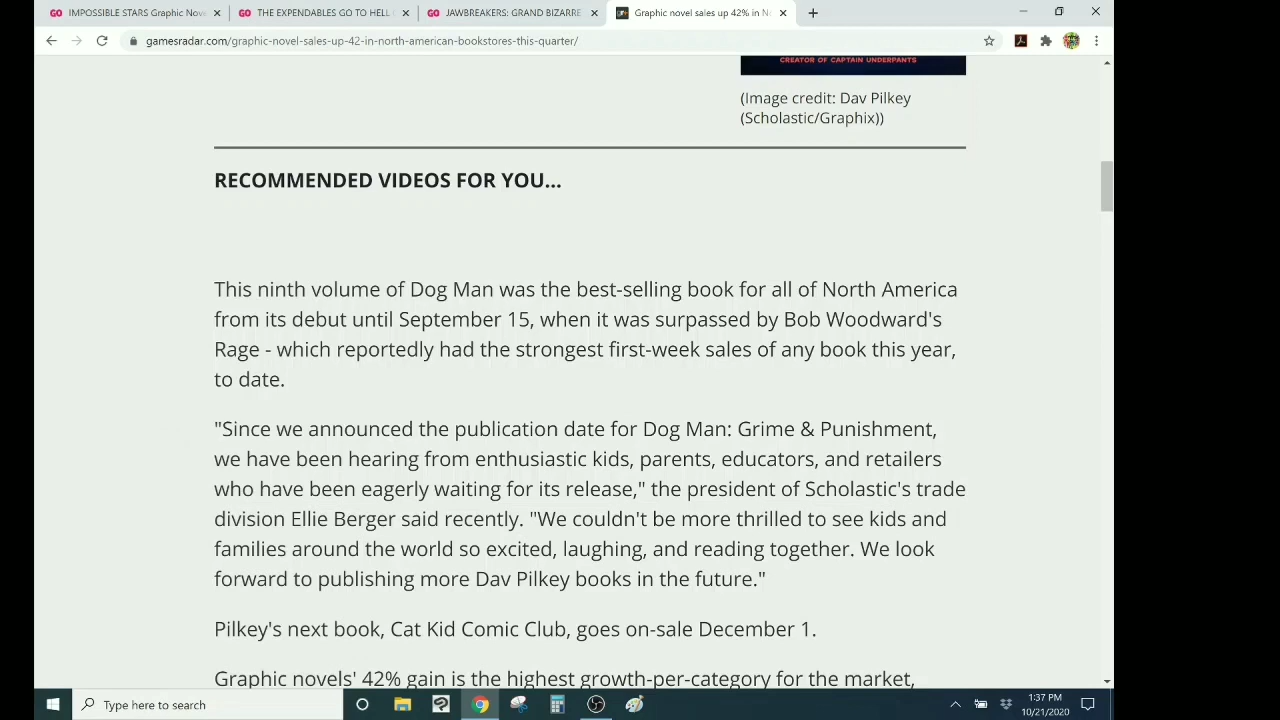 IMPOSSIBLE STARS Graphic Nove
THE EXPENDABLES GO TO HELL
JAWBREAKERS: GRAND BIZARRE
Graphic novel sales up 42% in N
gamesradar.com/graphic-novel-sales-up-42-in-north-american-bookstores-this-quarter/
CREATOR OF CAPTAIN UNDERPANTS
(Image credit: Dav Pilkey
(Scholastic/Graphix))
RECOMMENDED VIDEOS FOR YOU...
This ninth volume of Dog Man was the best-selling book for all of North America
from its debut until September 15, when it was surpassed by Bob Woodward's
Rage - which reportedly had the strongest first-week sales of any book this year,
to date.
"Since we announced the publication date for Dog Man: Grime & Punishment,
we have been hearing from enthusiastic kids, parents, educators, and retailers
who have been eagerly waiting for its release," the president of Scholastic's trade
division Ellie Berger said recently. "We couldn't be more thrilled to see kids and
families around the world so excited, laughing, and reading together. We look
forward to publishing more Dav Pilkey books in the future."
Pilkey's next book, Cat Kid Comic Club, goes on-sale December 1.
Graphic novels' 42% gain is the highest growth-per-category for the market,
Type here to search
1:37 PM
10/21/2020